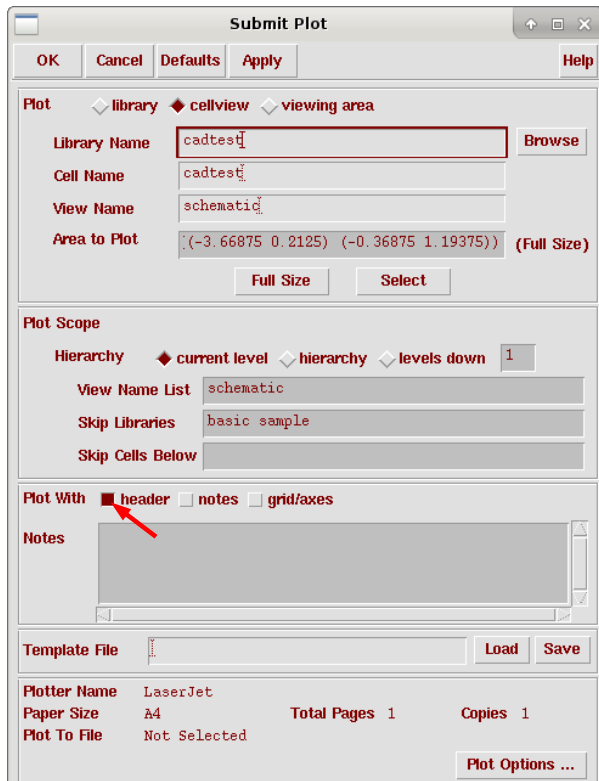 Submit Plot
OK Cancel Defaults Apply Help
Plot library cellview viewing area
Library Name cadtest Browse
Cell Name cadtest
View Name schematic
Area to Plot (-3.66875 0.2125) (-0.36875 1.19375)) (Full Size)
Full Size Select
Plot Scope
Hierarchy current level hierarchy levels down 1
View Name List schematic
Skip Libraries basic sample
Skip Cells Below
Plot With header notes grid/axes
Notes
Template File Load Save
Plotter Name LaserJet
Paper Size A4 Total Pages 1 Copies 1
Plot To File Not Selected
Plot Options ...